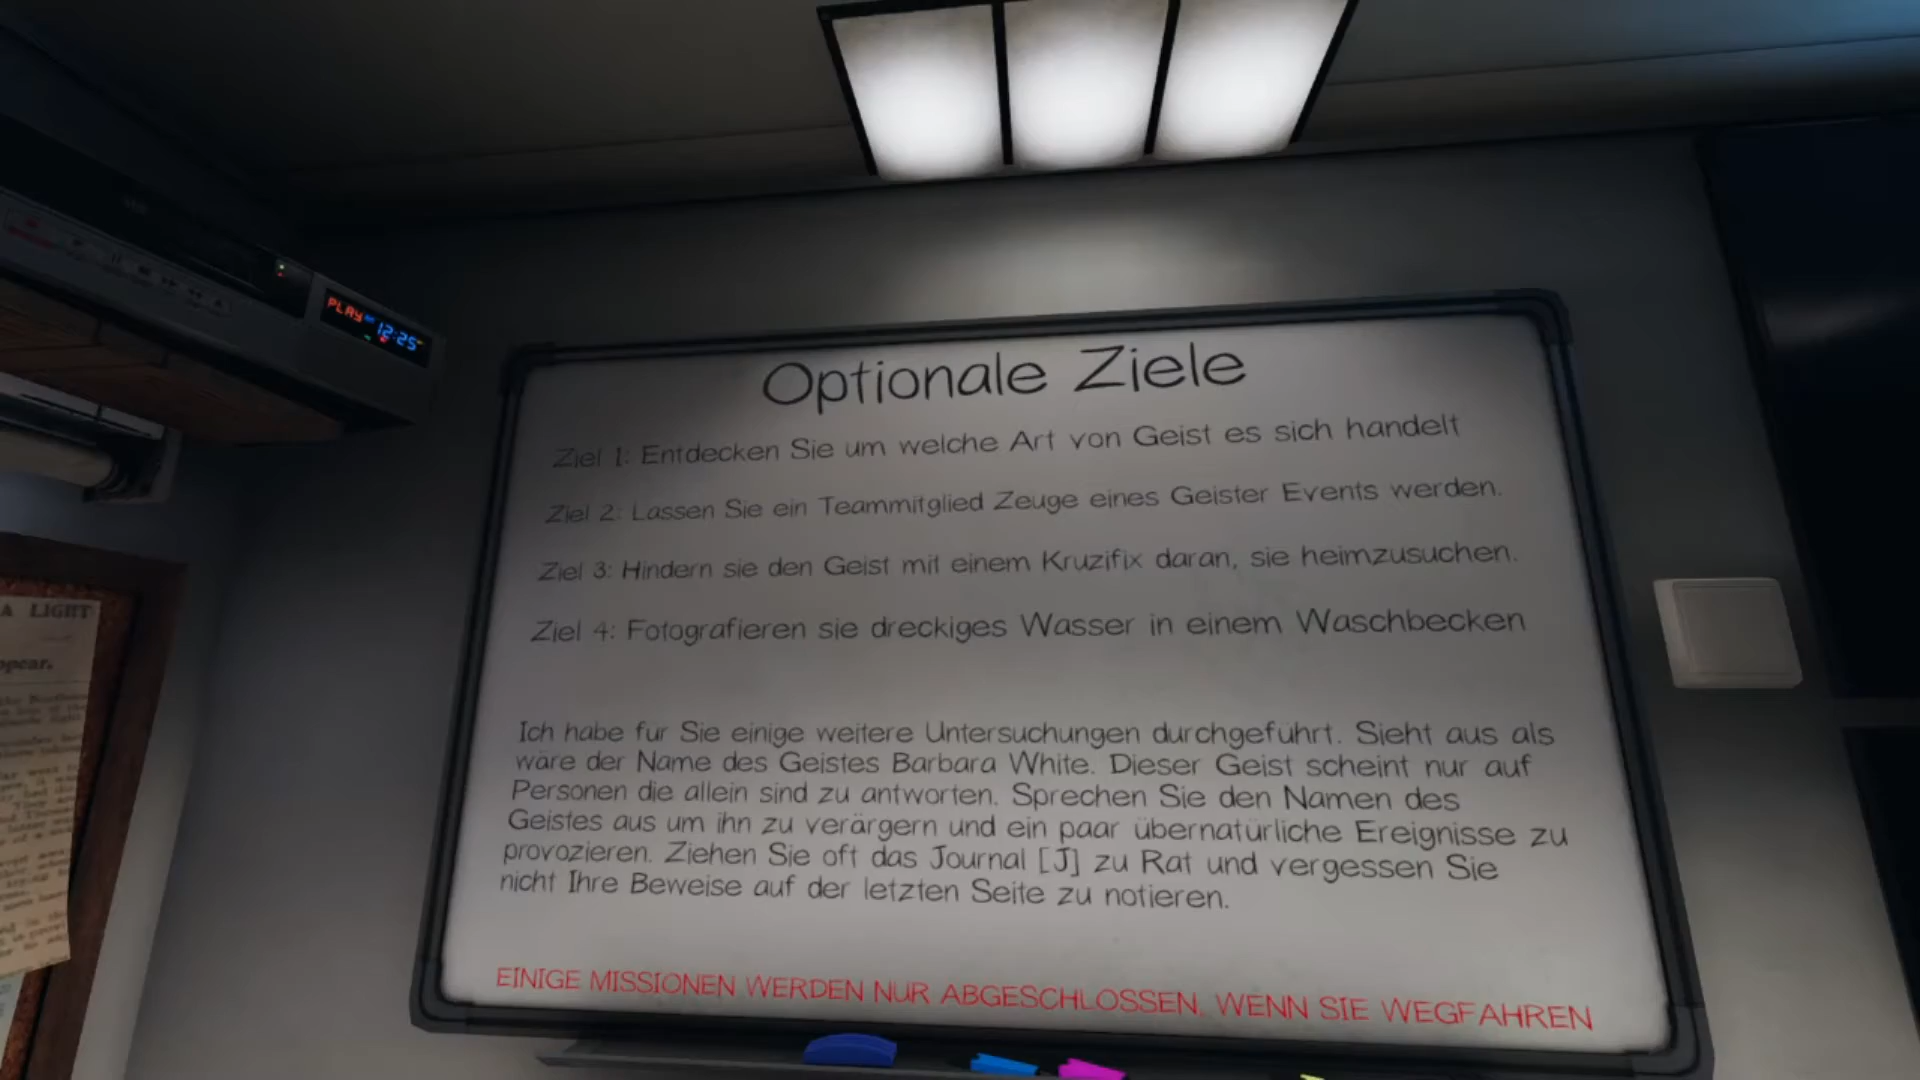 PLAY 12:25
Optionale Ziele
Ziel 1: Entdecken Sie um welche Art von Geist es sich handelt
Ziel 2: Lassen Sie ein Teammitglied Zeuge eines Geister Events werden.
Ziel 3: Hindern sie den Geist mit einem Kruzifix daran, sie heimzusuchen.
Ziel 4: Fotografieren sie dreckiges Wasser in einem Waschbecken
Ich habe für Sie einige weitere Untersuchungen durchgeführt. Sieht aus als
wäre der Name des Geistes Barbara White. Dieser Geist scheint nur auf
Personen die allein sind zu antworten. Sprechen Sie den Namen des
Geistes aus um ihn zu verärgern und ein paar übernatürliche Ereignisse zu
provozieren. Ziehen Sie oft das Journal [J] zu Rat und vergessen Sie
nicht Ihre Beweise auf der letzten Seite zu notieren.
EINIGE MISSIONEN WERDEN NUR ABGESCHLOSSEN, WENN SIE WEGFAHREN
A LIGHT
ppear.